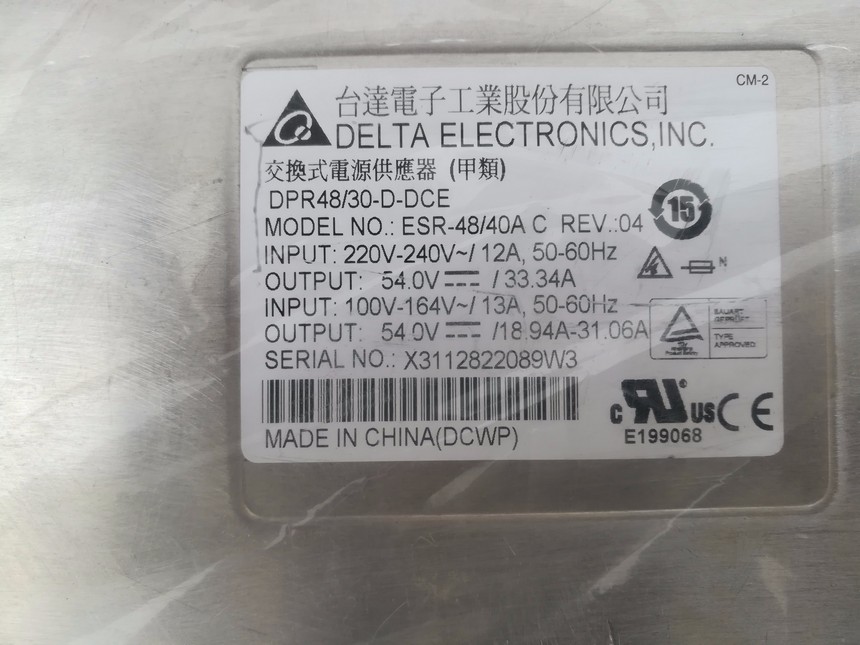 CM-2
台達電子工業股份有限公司
DELTA ELECTRONICS,INC.
交換式電源供應器 (甲類)
DPR48/30-D-DCE
MODEL NO.: ESR-48/40A C REV.:04
15
INPUT: 220V-240V~/ 12A, 50-60Hz
N
OUTPUT: 54.0V ⎓ / 33.34A
INPUT: 100V-164V~/ 13A, 50-60Hz
OUTPUT: 54.0V ⎓ /18.94A-31.06A
TYPE
APPROVED
SERIAL NO.: X3112822089W3
c RU US CE
E199068
MADE IN CHINA(DCWP)